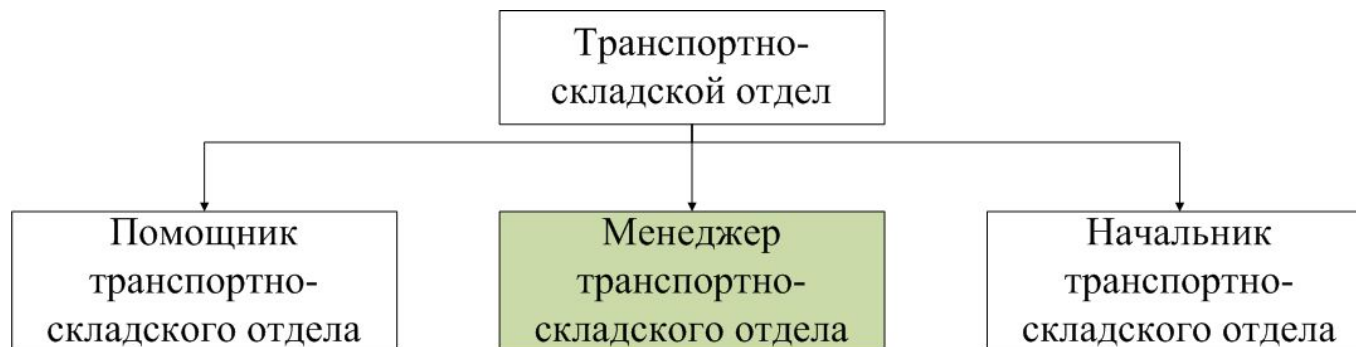 Транспортно-
складской отдел
Помощник
транспортно-
складского отдела
Менеджер
транспортно-
складского отдела
Начальник
транспортно-
складского отдела